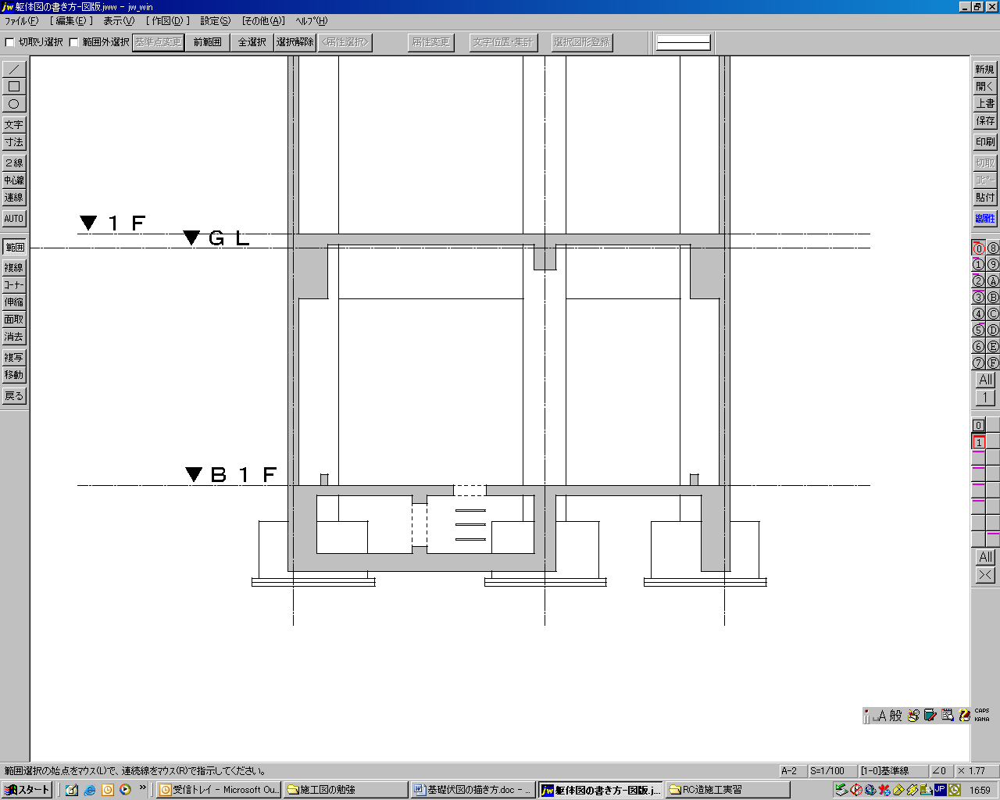 躯体図の書き方-図版.jww - jw_win
ファイル(F) [編集(E)] 表示(V) [作図(D)] 設定(S) [その他(A)] ヘルプ(H)
切取り選択 範囲外選択 基準点変更 前範囲 全選択 選択解除 <属性選択> 属性変更 文字位置・集計 選択図形登録
文字
寸法
2線
中心線
連線
AUTO
範囲
複線
コーナー
伸縮
面取
消去
複写
移動
戻る
▼1F
▼GL
▼B1F
新規
開く
上書
保存
印刷
切取
コピー
貼付
線属性
0 8
1 9
2 A
3 B
4 C
5 D
6 E
7 F
All
1
0
1
All
A般
CAPS
KANA
範囲選択の始点をマウス(L)で、連続線をマウス(R)で指示してください。 A-2 S=1/100 [1-0]基準線 ∠0 × 1.77
スタート » 受信トレイ - Microsoft Ou... 施工図の勉強 基礎伏図の描き方.doc - ... 躯体図の書き方-図版.j... RC造施工実習 JP 16:59